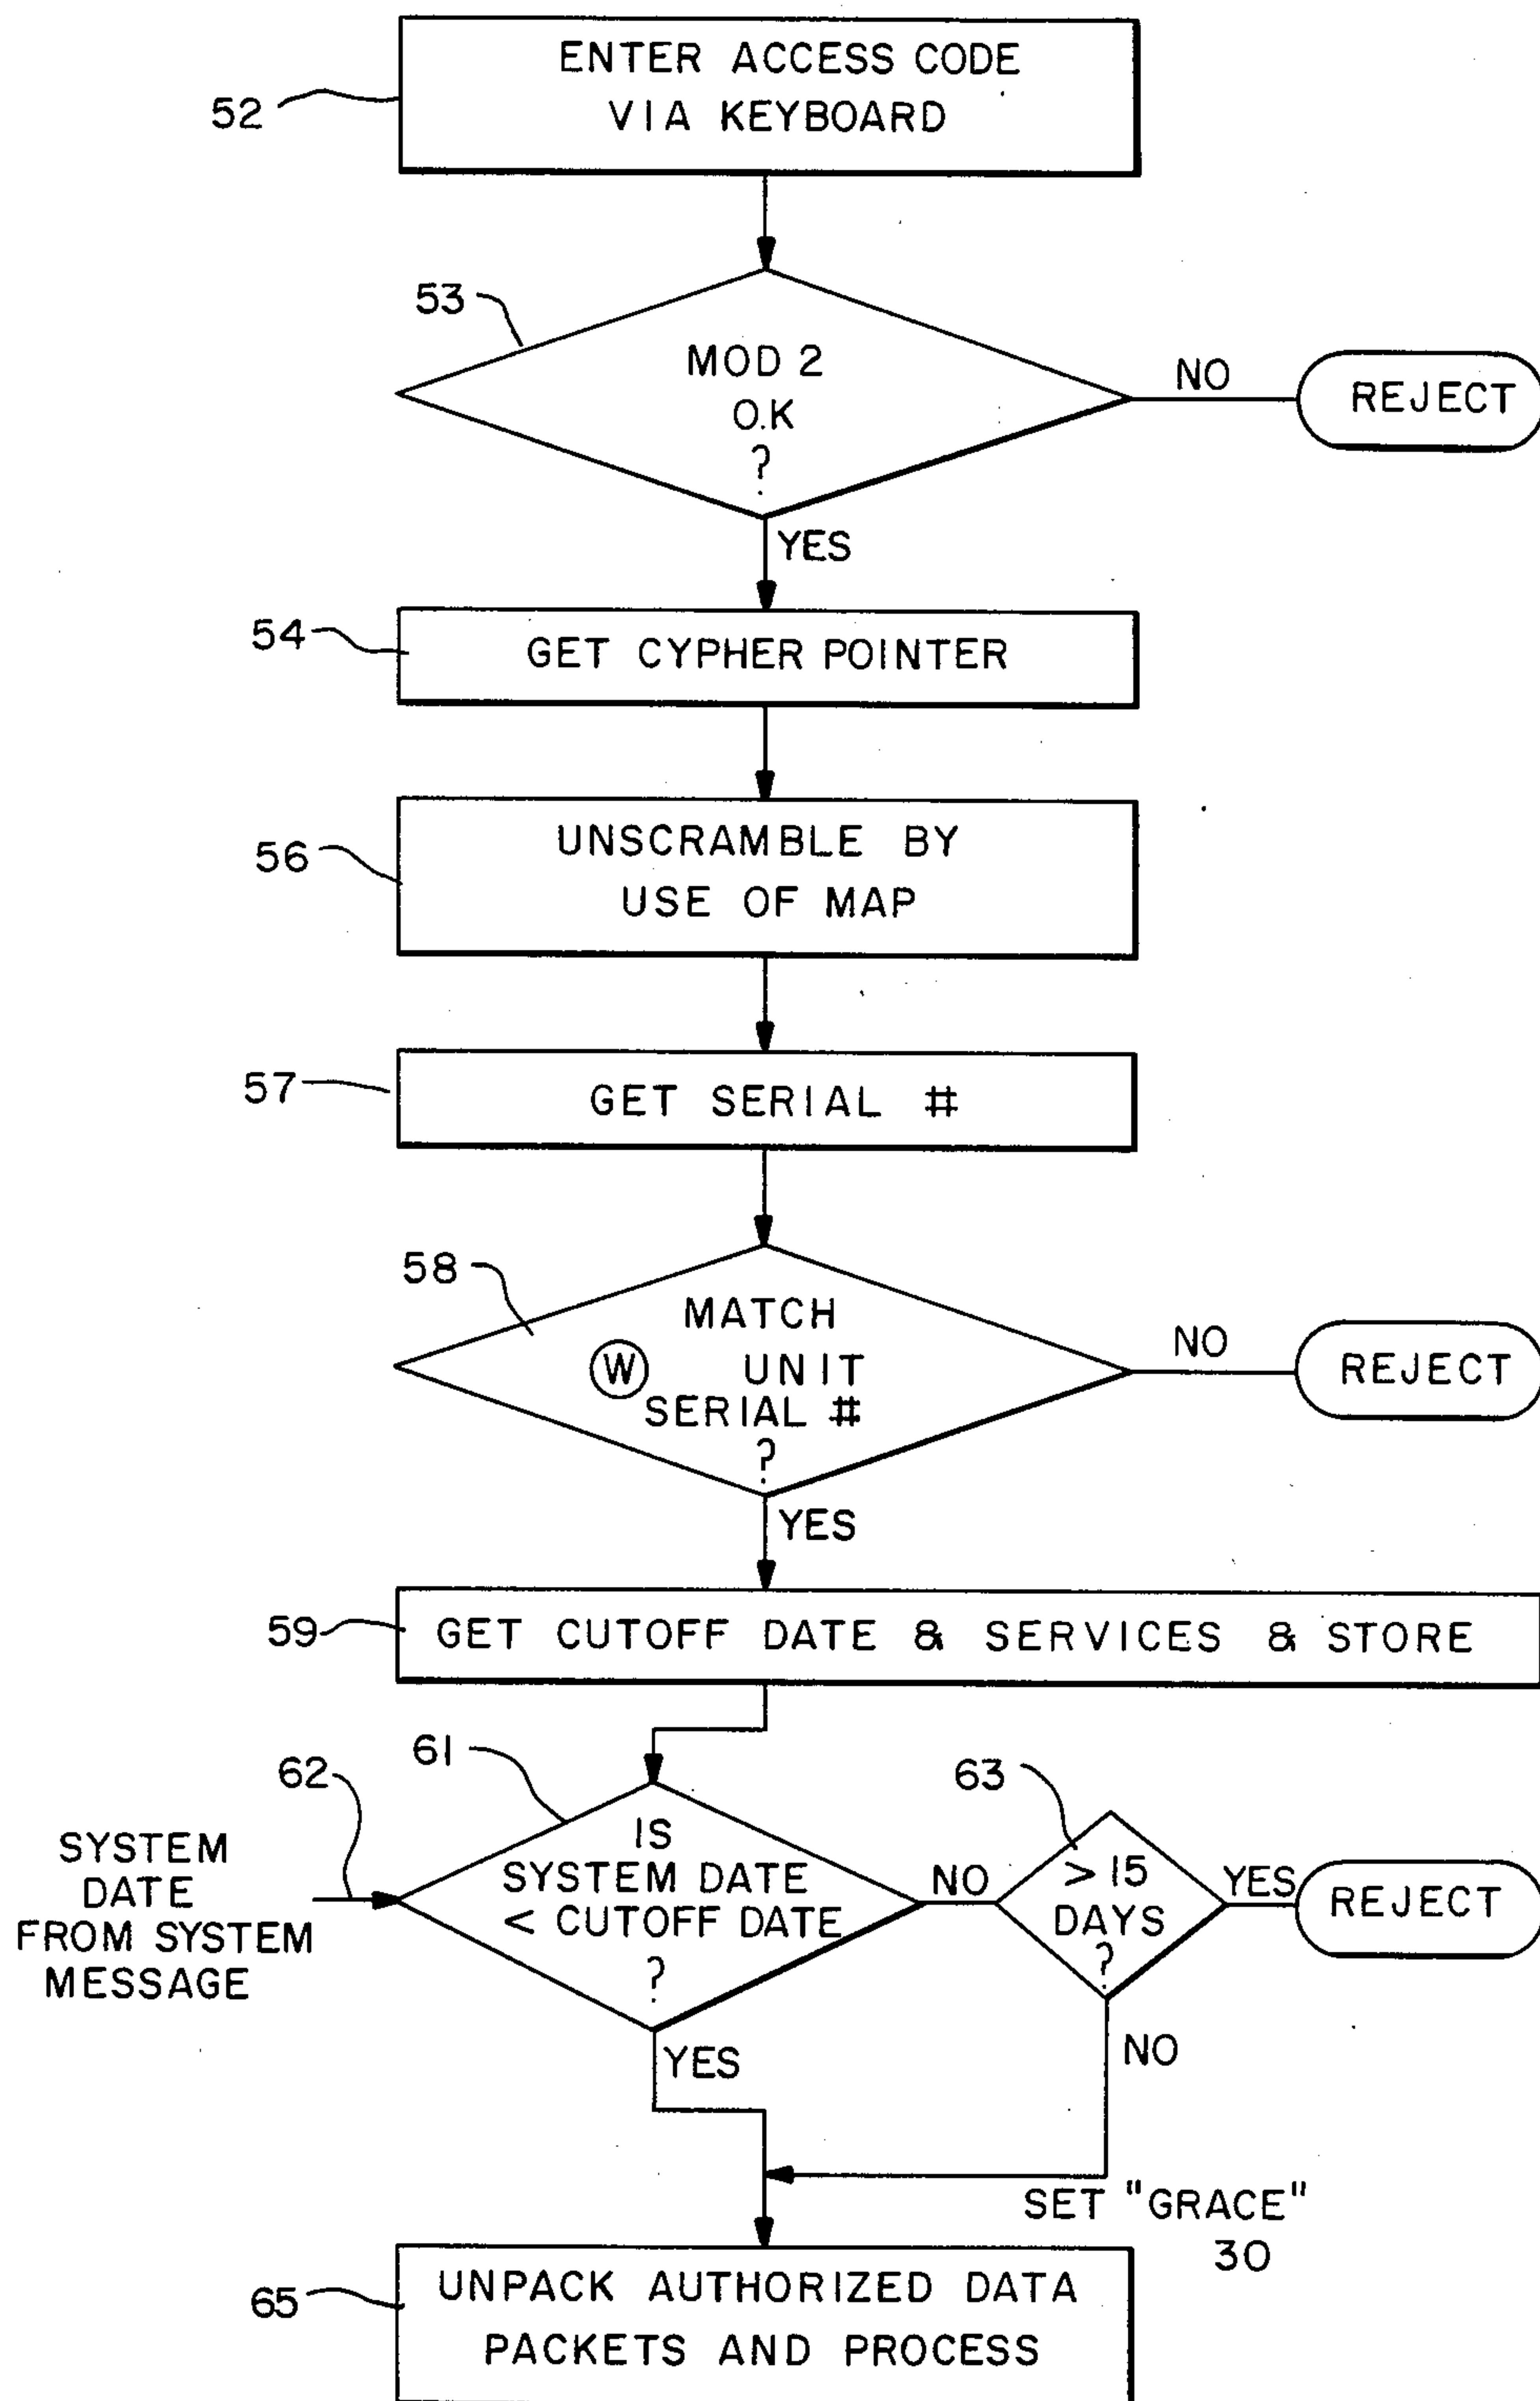 ENTER ACCESS CODE
VIA KEYBOARD
52
53
MOD 2
O.K
?
NO
REJECT
YES
54
GET CYPHER POINTER
56
UNSCRAMBLE BY
USE OF MAP
57
GET SERIAL #
58
MATCH
W UNIT
SERIAL #
?
NO
REJECT
YES
59
GET CUTOFF DATE & SERVICES & STORE
61
62
63
SYSTEM
DATE
FROM SYSTEM
MESSAGE
IS
SYSTEM DATE
< CUTOFF DATE
?
NO
> 15
DAYS
?
YES
REJECT
YES
NO
SET "GRACE"
30
65
UNPACK AUTHORIZED DATA
PACKETS AND PROCESS